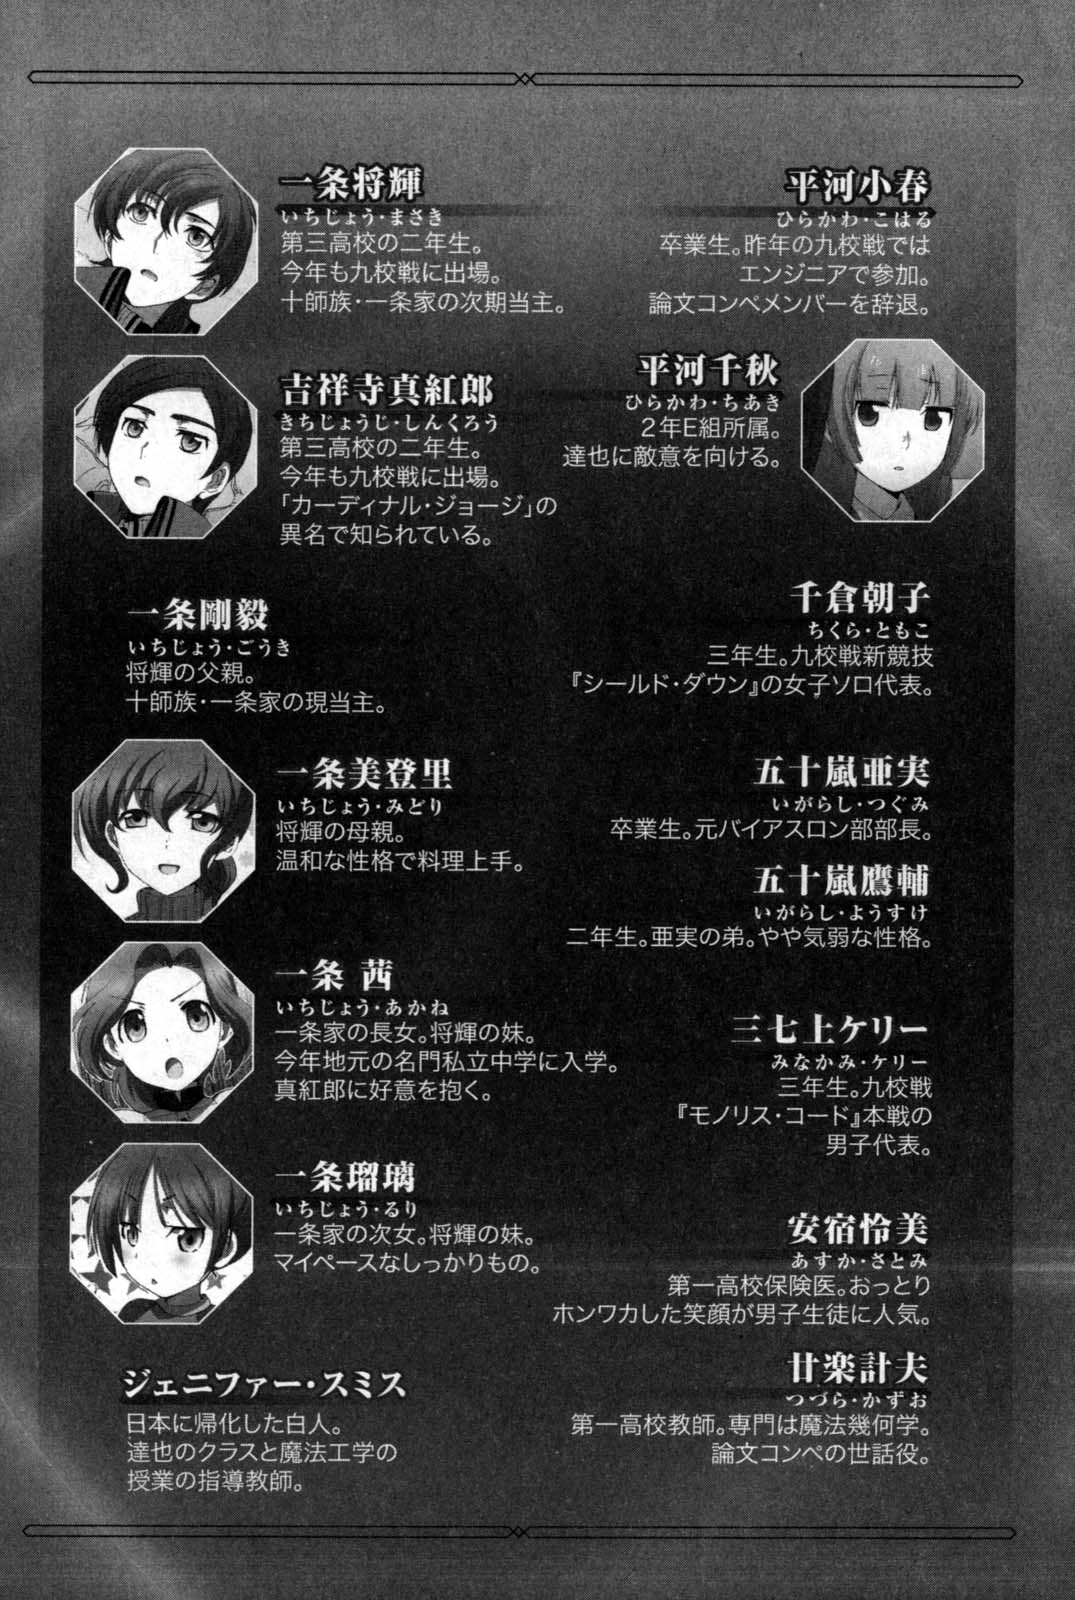 一条将輝
いちじょう・まさき
第三高校の二年生。
今年も九校戦に出場。
十師族・一条家の次期当主。
吉祥寺真紅郎
きちじょうじ・しんくろう
第三高校の二年生。
今年も九校戦に出場。
「カーディナル・ジョージ」の
異名で知られている。
一条剛毅
いちじょう・ごうき
将輝の父親。
十師族・一条家の現当主。
一条美登里
いちじょう・みどり
将輝の母親。
温和な性格で料理上手。
一条 茜
いちじょう・あかね
一条家の長女。将輝の妹。
今年地元の名門私立中学に入学。
真紅郎に好意を抱く。
一条瑠璃
いちじょう・るり
一条家の次女。将輝の妹。
マイペースなしっかりもの。
ジェニファー・スミス
日本に帰化した白人。
達也のクラスと魔法工学の
授業の指導教師。
平河小春
ひらかわ・こはる
卒業生。昨年の九校戦では
エンジニアで参加。
論文コンペメンバーを辞退。
平河千秋
ひらかわ・ちあき
2年E組所属。
達也に敵意を向ける。
千倉朝子
ちくら・ともこ
三年生。九校戦新競技
『シールド・ダウン』の女子ソロ代表。
五十嵐亜実
いがらし・つぐみ
卒業生。元バイアスロン部部長。
五十嵐鷹輔
いがらし・ようすけ
二年生。亜実の弟。やや気弱な性格。
三七上ケリー
みなかみ・ケリー
三年生。九校戦
『モノリス・コード』本戦の
男子代表。
安宿怜美
あすか・さとみ
第一高校保険医。おっとり
ホンワカした笑顔が男子生徒に人気。
廿楽計夫
つづら・かずお
第一高校教師。専門は魔法幾何学。
論文コンペの世話役。